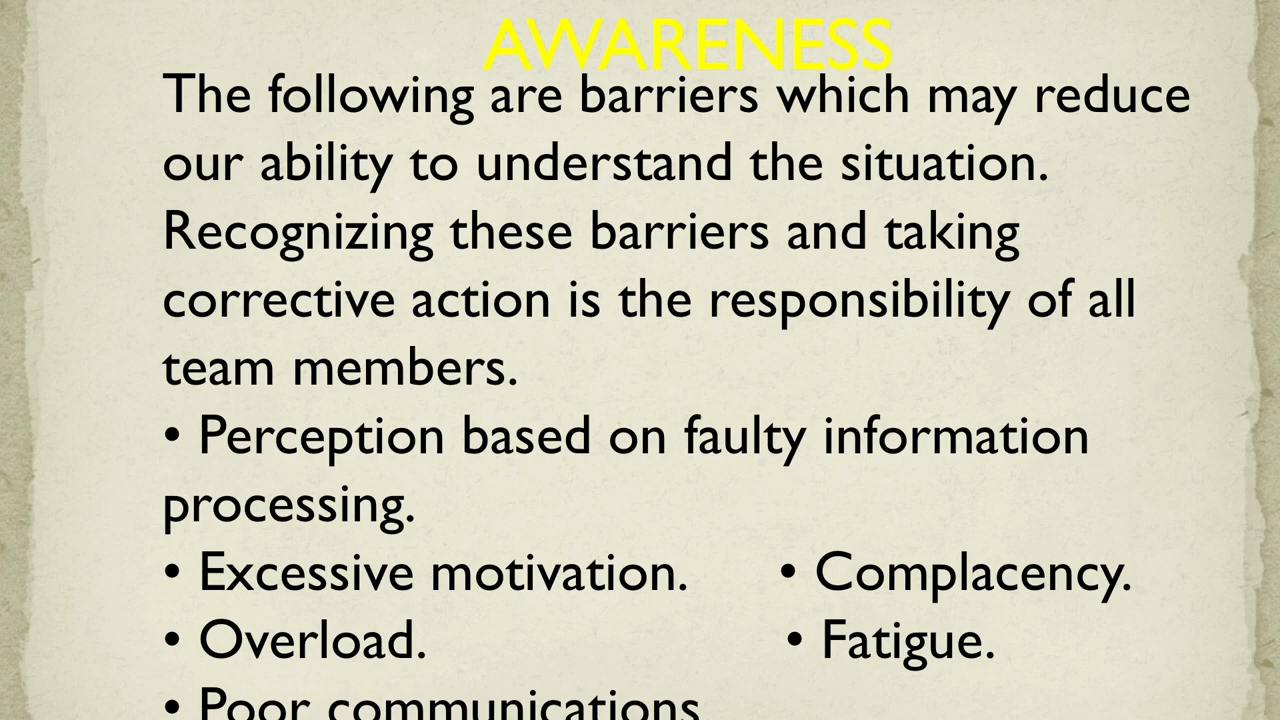 AWARENESS
The following are barriers which may reduce
our ability to understand the situation.
Recognizing these barriers and taking
corrective action is the responsibility of all
team members.
• Perception based on faulty information
processing.
• Excessive motivation. • Complacency.
• Overload. • Fatigue.
• Poor communications